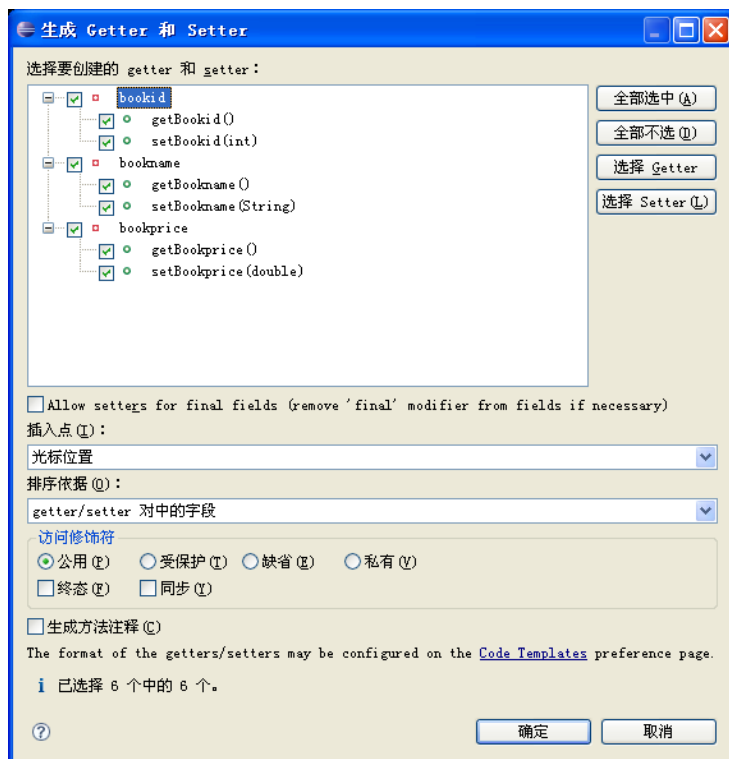 生成 Getter 和 Setter
选择要创建的 getter 和 setter：
bookid
getBookid()
setBookid(int)
bookname
getBookname()
setBookname(String)
bookprice
getBookprice()
setBookprice(double)
全部选中(A)
全部不选(D)
选择 Getter
选择 Setter(L)
Allow setters for final fields (remove 'final' modifier from fields if necessary)
插入点(I)：
光标位置
排序依据(O)：
getter/setter 对中的字段
访问修饰符
公用(P) 受保护(T) 缺省(E) 私有(V)
终态(F) 同步(Y)
生成方法注释(C)
The format of the getters/setters may be configured on the Code Templates preference page.
i 已选择 6 个中的 6 个。
? 确定 取消